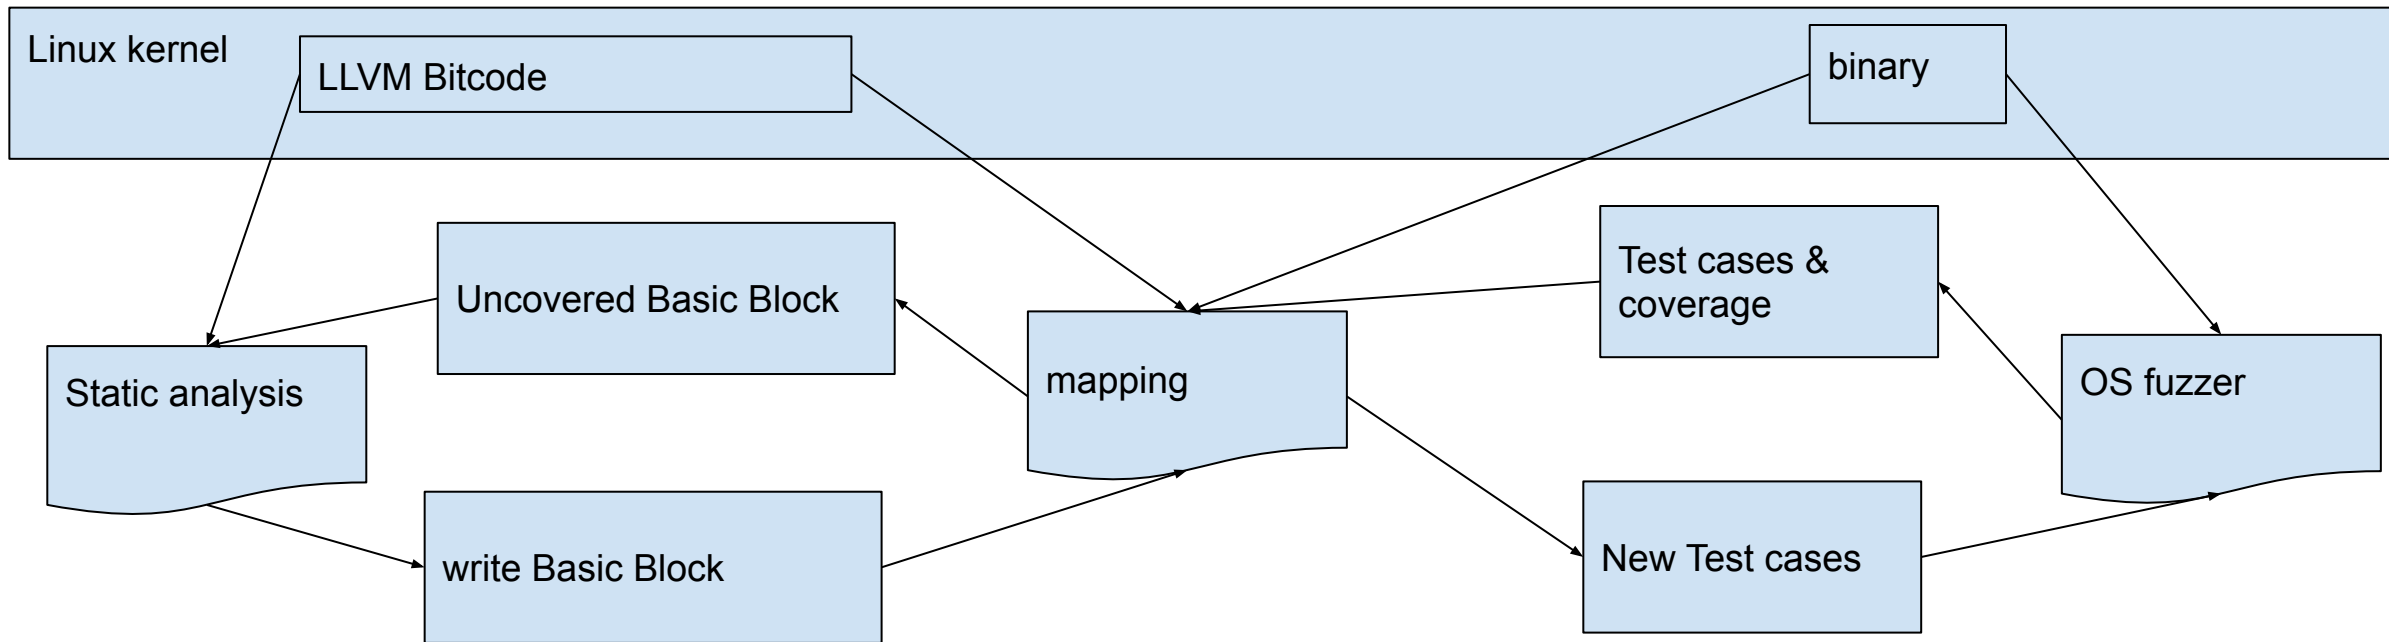 Linux kernel
LLVM Bitcode
binary
Uncovered Basic Block
Test cases &
coverage
Static analysis
mapping
OS fuzzer
write Basic Block
New Test cases